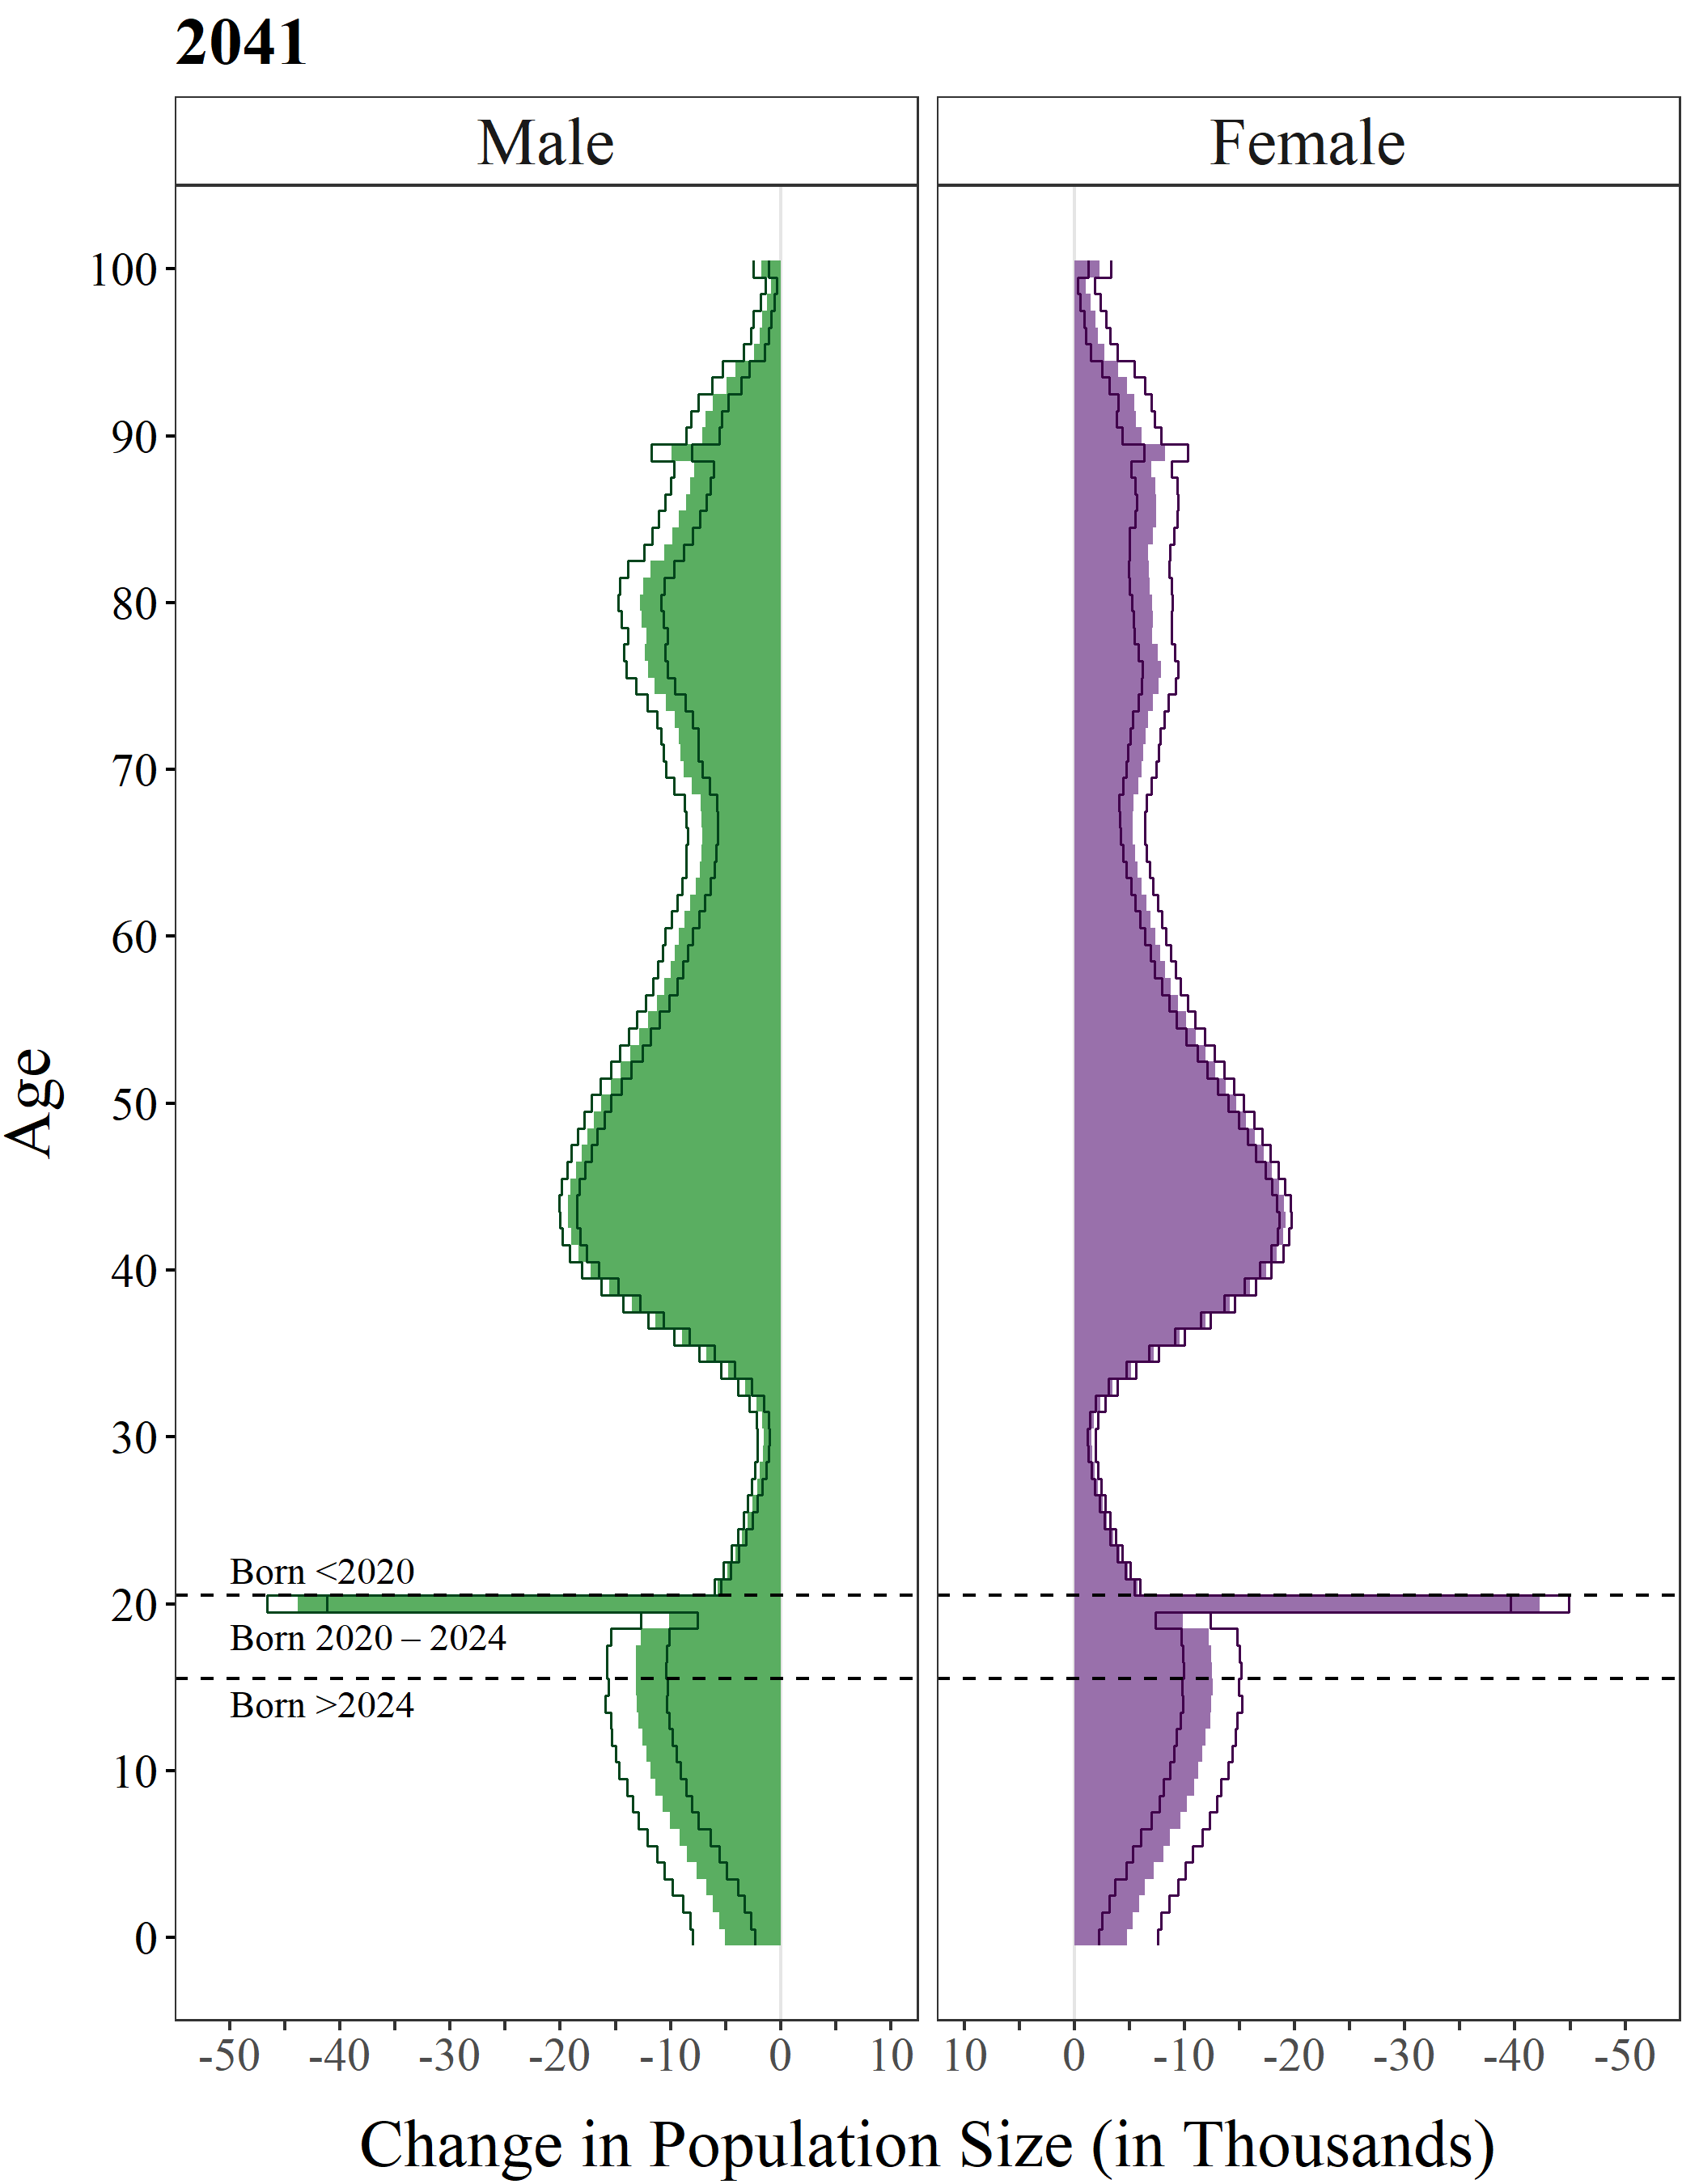 2041
Male
Female
100
90
80
70
60
50
40
30
20
10
0
Age
Born <2020
Born 2020 – 2024
Born >2024
-50 -40 -30 -20 -10 0 10
10 0 -10 -20 -30 -40 -50
Change in Population Size (in Thousands)